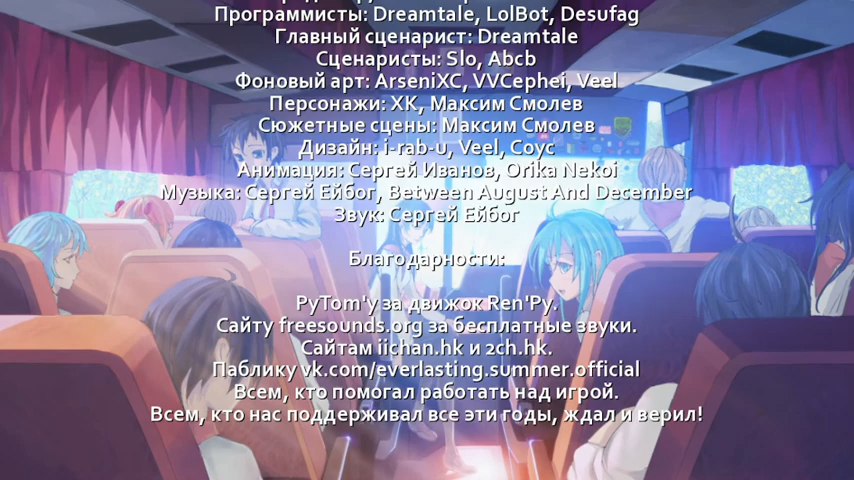 Программисты: Dreamtale, LolBot, Desufag
Главный сценарист: Dreamtale
Сценаристы: Slo, Abcb
Фоновый арт: ArseniXC, VVCephei, Veel
Персонажи: ХК, Максим Смолев
Сюжетные сцены: Максим Смолев
Дизайн: i-rab-u, Veel, Соус
Анимация: Сергей Иванов, Orika Nekoi
Музыка: Сергей Ейбог, Between August And December
Звук: Сергей Ейбог
Благодарности:
PyTom'у за движок Ren'Py.
Сайту freesounds.org за бесплатные звуки.
Сайтам iichan.hk и 2ch.hk.
Паблику vk.com/everlasting.summer.official
Всем, кто помогал работать над игрой.
Всем, кто нас поддерживал все эти годы, ждал и верил!